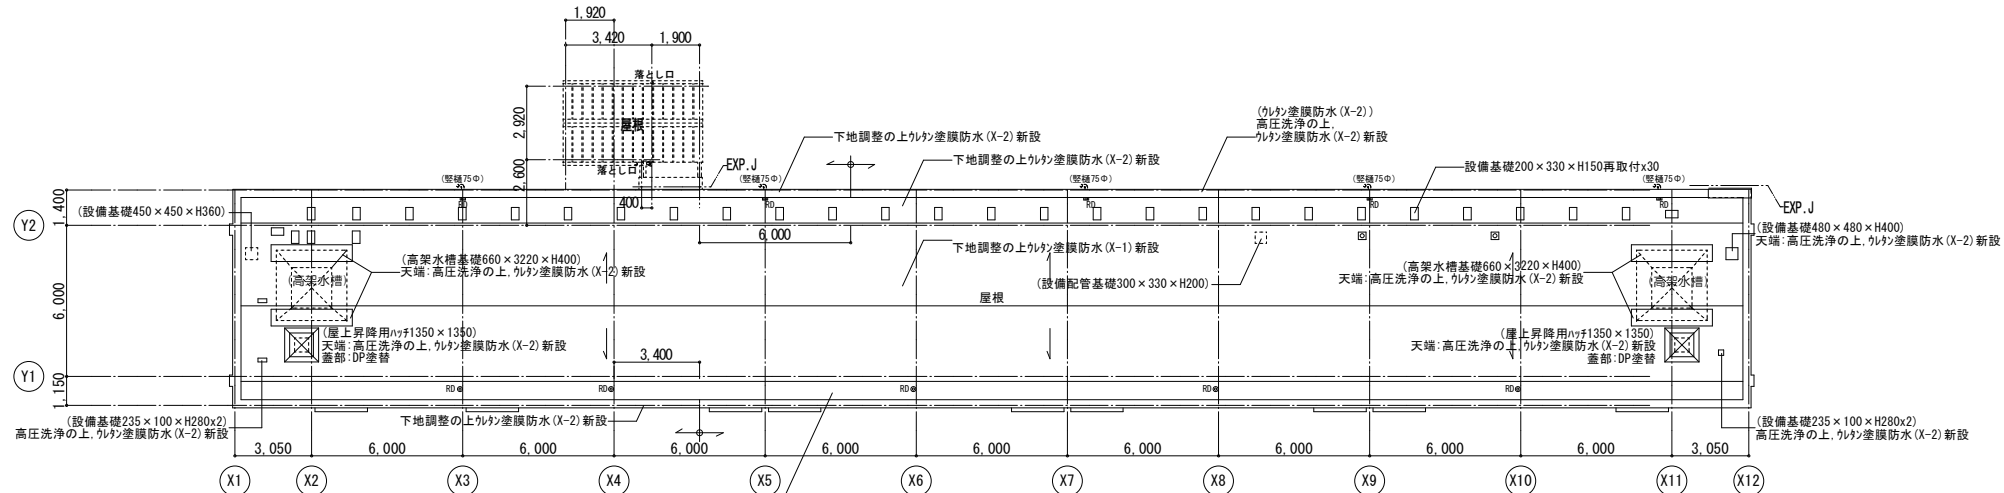 1,920
3,420
1,900
落とし口
2,920
屋根
2,600
落とし口
EXP.J
400
下地調整の上ウレタン塗膜防水(X-2)新設
下地調整の上ウレタン塗膜防水(X-2)新設
(ウレタン塗膜防水(X-2))
高圧洗浄の上,
ウレタン塗膜防水(X-2)新設
設備基礎200×330×H150再取付x30
(竪樋75Φ)
(竪樋75Φ)
(竪樋75Φ)
(竪樋75Φ)
(竪樋75Φ)
RD
RD
RD
RD
RD
EXP.J
1,400
Y2
(設備基礎450×450×H360)
6,000
(設備基礎480×480×H400)
天端:高圧洗浄の上,ウレタン塗膜防水(X-2)新設
下地調整の上ウレタン塗膜防水(X-1)新設
(高架水槽基礎660×3220×H400)
天端:高圧洗浄の上,ウレタン塗膜防水(X-2)新設
(高架水槽)
(設備配管基礎300×330×H200)
(高架水槽基礎660×3220×H400)
天端:高圧洗浄の上,ウレタン塗膜防水(X-2)新設
(高架水槽)
6,000
屋根
(屋上昇降用ハッチ1350×1350)
天端:高圧洗浄の上,ウレタン塗膜防水(X-2)新設
蓋部:DP塗替
(屋上昇降用ハッチ1350×1350)
天端:高圧洗浄の上,ウレタン塗膜防水(X-2)新設
蓋部:DP塗替
3,400
Y1
1,150
RD
RD
RD
RD
RD
(設備基礎235×100×H280x2)
高圧洗浄の上,ウレタン塗膜防水(X-2)新設
下地調整の上ウレタン塗膜防水(X-2)新設
(設備基礎235×100×H280x2)
高圧洗浄の上,ウレタン塗膜防水(X-2)新設
3,050
6,000
6,000
6,000
6,000
6,000
6,000
6,000
6,000
6,000
3,050
X1
X2
X3
X4
X5
X6
X7
X8
X9
X10
X11
X12